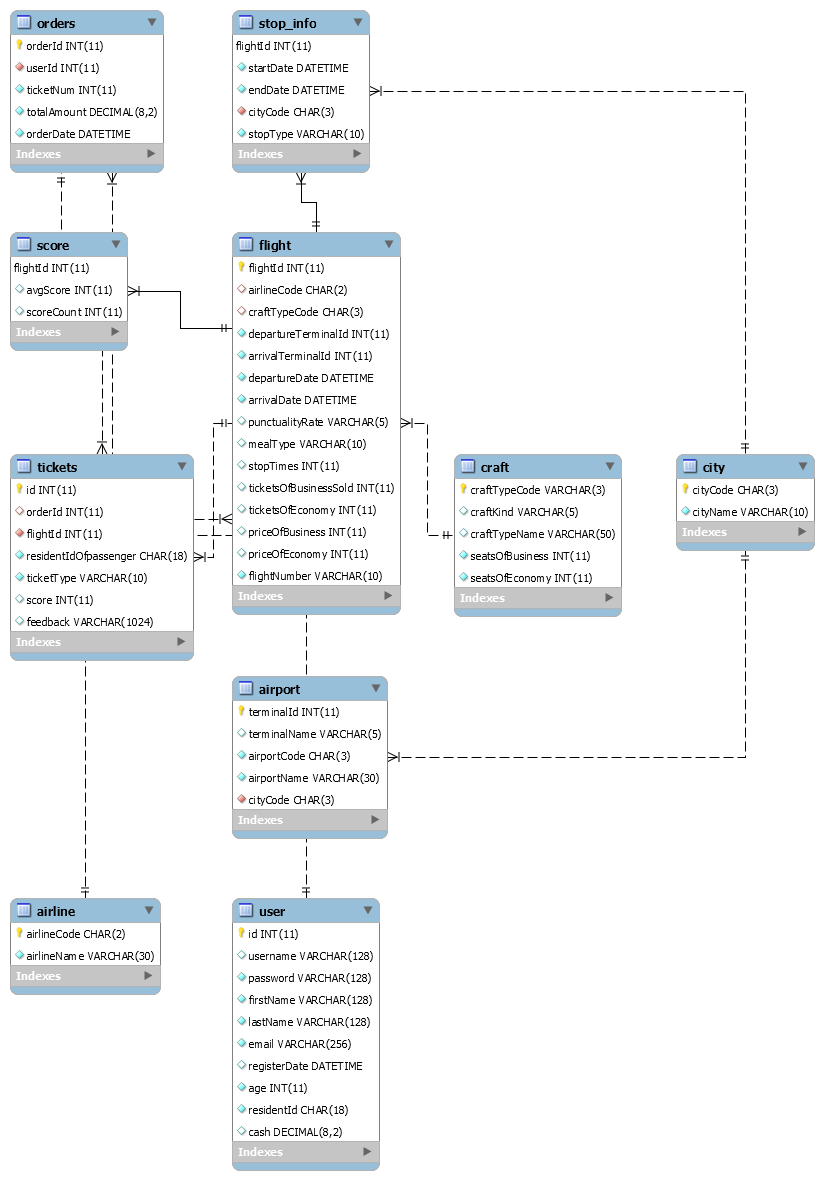 orders
orderId INT(11)
userId INT(11)
ticketNum INT(11)
totalAmount DECIMAL(8,2)
orderDate DATETIME
Indexes
stop_info
flightId INT(11)
startDate DATETIME
endDate DATETIME
cityCode CHAR(3)
stopType VARCHAR(10)
Indexes
score
flightId INT(11)
avgScore INT(11)
scoreCount INT(11)
Indexes
flight
flightId INT(11)
airlineCode CHAR(2)
craftTypeCode CHAR(3)
departureTerminalId INT(11)
arrivalTerminalId INT(11)
departureDate DATETIME
arrivalDate DATETIME
punctualityRate VARCHAR(5)
mealType VARCHAR(10)
stopTimes INT(11)
ticketsOfBusinessSold INT(11)
ticketsOfEconomy INT(11)
priceOfBusiness INT(11)
priceOfEconomy INT(11)
flightNumber VARCHAR(10)
Indexes
tickets
id INT(11)
orderId INT(11)
flightId INT(11)
residentIdOfpassenger CHAR(18)
ticketType VARCHAR(10)
score INT(11)
feedback VARCHAR(1024)
Indexes
craft
craftTypeCode VARCHAR(3)
craftKind VARCHAR(5)
craftTypeName VARCHAR(50)
seatsOfBusiness INT(11)
seatsOfEconomy INT(11)
Indexes
city
cityCode CHAR(3)
cityName VARCHAR(10)
Indexes
airport
terminalId INT(11)
terminalName VARCHAR(5)
airportCode CHAR(3)
airportName VARCHAR(30)
cityCode CHAR(3)
Indexes
airline
airlineCode CHAR(2)
airlineName VARCHAR(30)
Indexes
user
id INT(11)
username VARCHAR(128)
password VARCHAR(128)
firstName VARCHAR(128)
lastName VARCHAR(128)
email VARCHAR(256)
registerDate DATETIME
age INT(11)
residentId CHAR(18)
cash DECIMAL(8,2)
Indexes